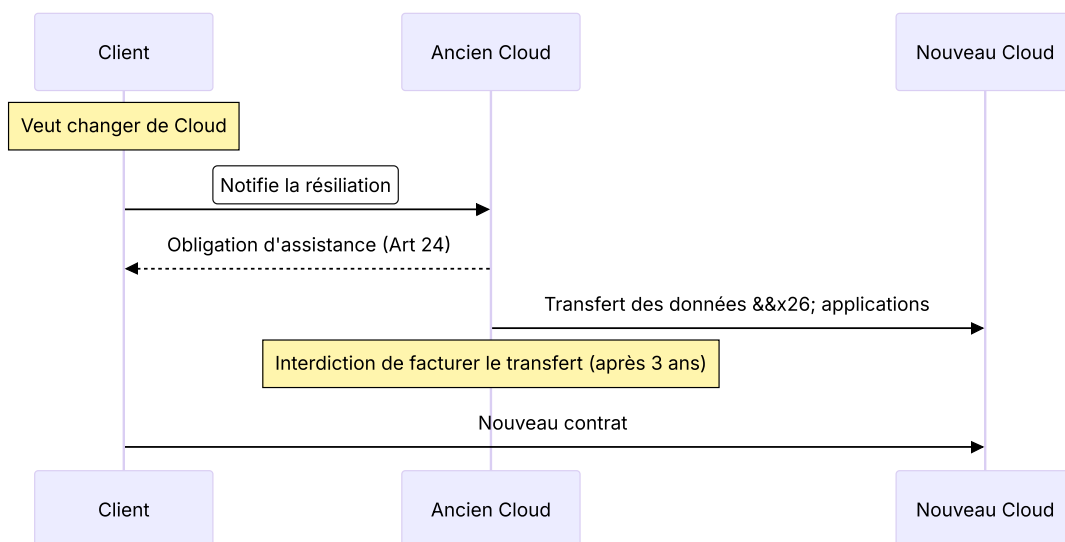 Client
Ancien Cloud
Nouveau Cloud
Veut changer de Cloud
Notifie la résiliation
Obligation d'assistance (Art 24)
Transfert des données &&x26; applications
Interdiction de facturer le transfert (après 3 ans)
Nouveau contrat
Client
Ancien Cloud
Nouveau Cloud